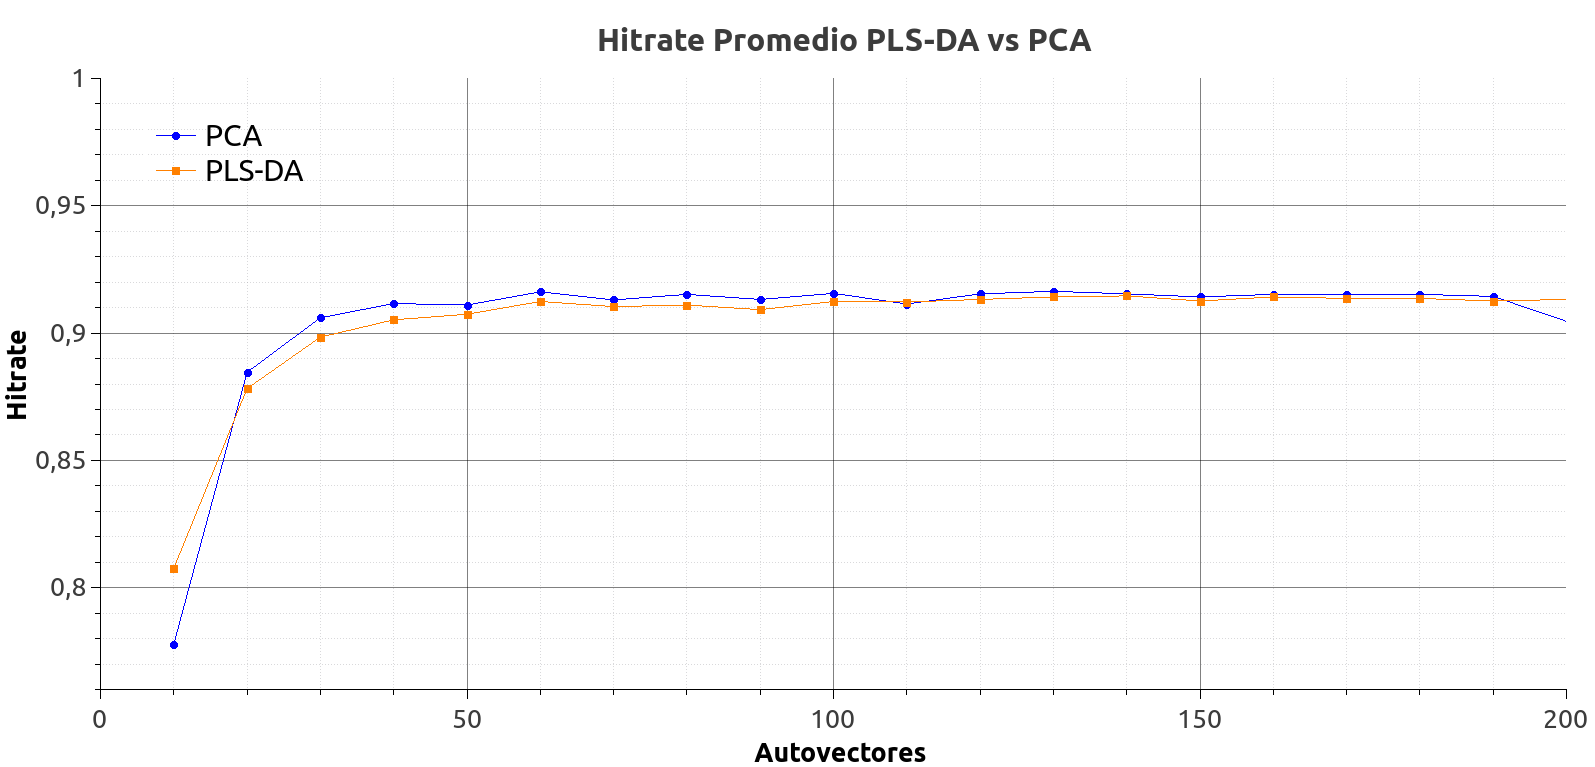 Hitrate Promedio PLS-DA vs PCA
1
PCA
PLS-DA
0,95
0,9
Hitrate
0,85
0,8
0 50 100 150 200
Autovectores